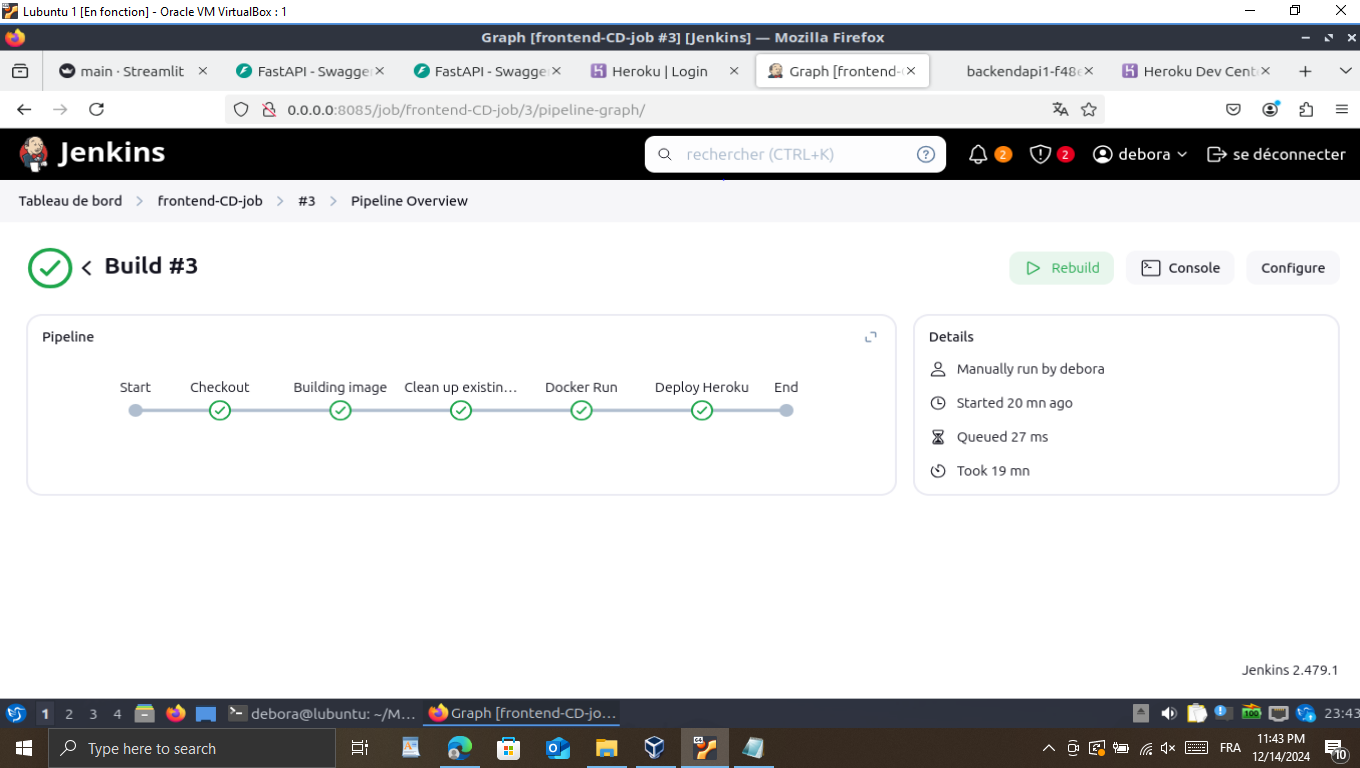 Lubuntu 1 [En fonction] - Oracle VM VirtualBox : 1
Graph [frontend-CD-job #3] [Jenkins] — Mozilla Firefox
main · Streamlit
FastAPI - Swagge
FastAPI - Swagge
Heroku | Login
Graph [frontend-
backendapi1-f48
Heroku Dev Cent
0.0.0.0:8085/job/frontend-CD-job/3/pipeline-graph/
Jenkins
rechercher (CTRL+K)
?
2
2
debora
se déconnecter
Tableau de bord > frontend-CD-job > #3 > Pipeline Overview
Build #3
Rebuild
Console
Configure
Pipeline
Start
Checkout
Building image
Clean up existin…
Docker Run
Deploy Heroku
End
Details
Manually run by debora
Started 20 mn ago
Queued 27 ms
Took 19 mn
Jenkins 2.479.1
1 2 3 4
debora@lubuntu: ~/M…
Graph [frontend-CD-jo…
100
23:43
Type here to search
FRA
11:43 PM
12/14/2024
10